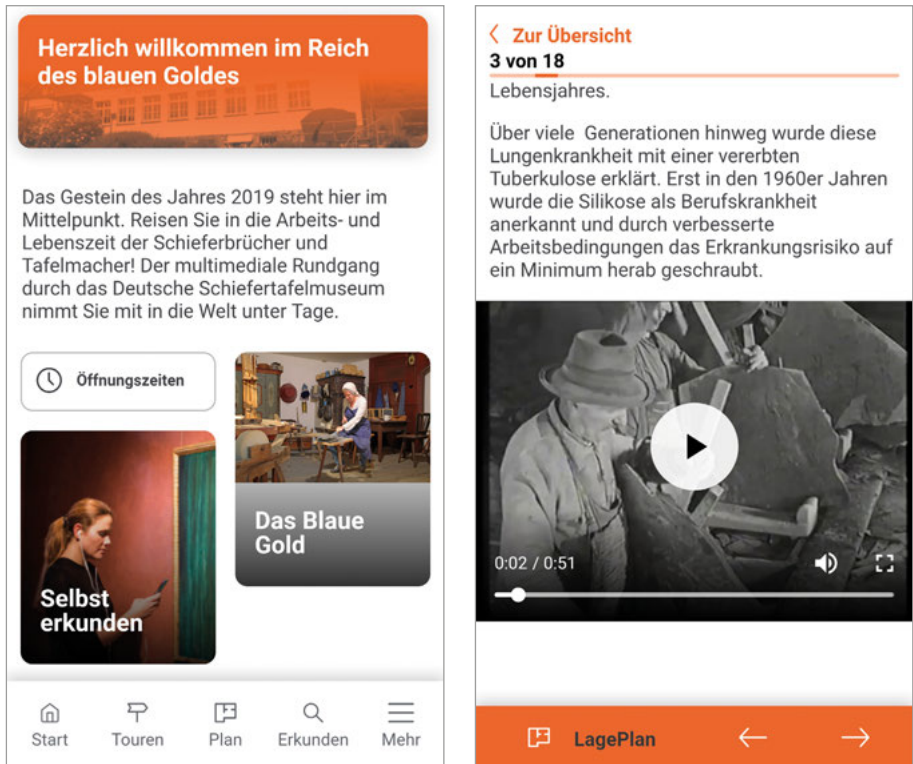 Herzlich willkommen im Reich
des blauen Goldes
Das Gestein des Jahres 2019 steht hier im
Mittelpunkt. Reisen Sie in die Arbeits- und
Lebenszeit der Schieferbrücher und
Tafelmacher! Der multimediale Rundgang
durch das Deutsche Schiefertafelmuseum
nimmt Sie mit in die Welt unter Tage.
Öffnungszeiten
Das Blaue
Gold
Selbst
erkunden
Start
Touren
Plan
Erkunden
Mehr
Zur Übersicht
3 von 18
Lebensjahres.
Über viele Generationen hinweg wurde diese
Lungenkrankheit mit einer vererbten
Tuberkulose erklärt. Erst in den 1960er Jahren
wurde die Silikose als Berufskrankheit
anerkannt und durch verbesserte
Arbeitsbedingungen das Erkrankungsrisiko auf
ein Minimum herab geschraubt.
0:02 / 0:51
LagePlan